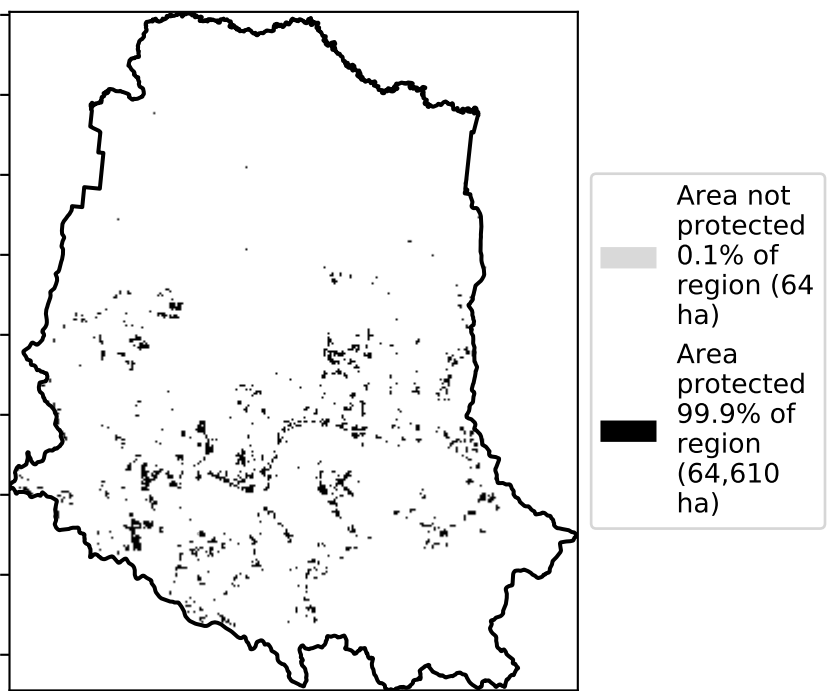 Area not
protected
0.1% of
region (64
ha)
Area
protected
99.9% of
region
(64,610
ha)